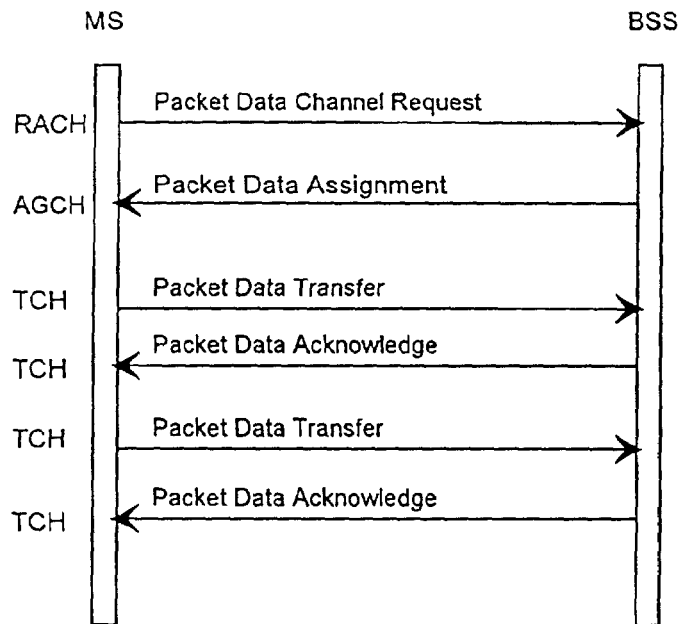 MS BSS
Packet Data Channel Request
RACH
Packet Data Assignment
AGCH
Packet Data Transfer
TCH
Packet Data Acknowledge
TCH
Packet Data Transfer
TCH
Packet Data Acknowledge
TCH